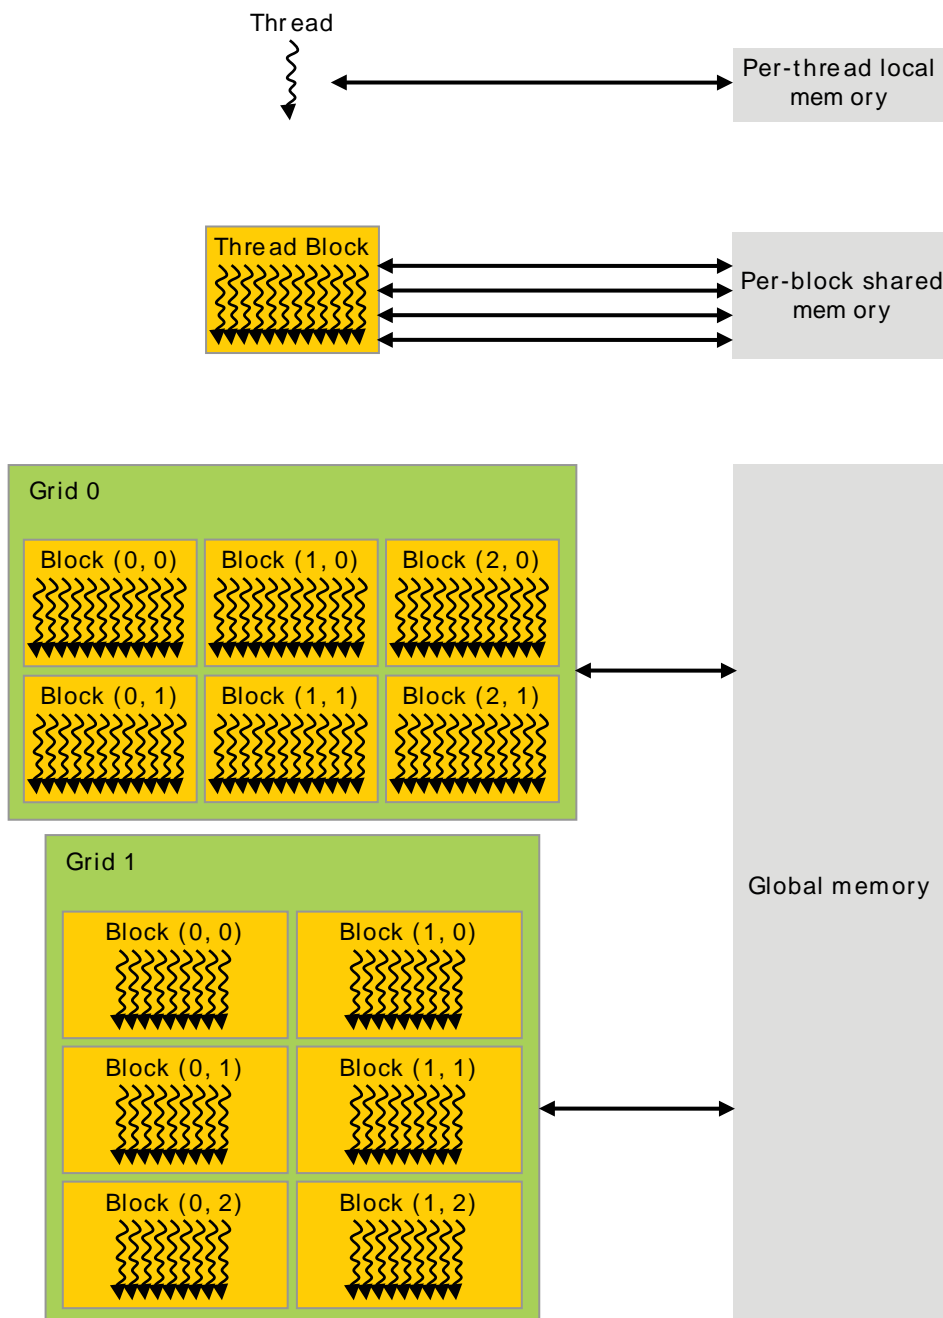 Thread
Per-thread local
memory
Thread Block
Per-block shared
memory
Grid 0
Block (0, 0)
Block (1, 0)
Block (2, 0)
Block (0, 1)
Block (1, 1)
Block (2, 1)
Grid 1
Global memory
Block (0, 0)
Block (1, 0)
Block (0, 1)
Block (1, 1)
Block (0, 2)
Block (1, 2)